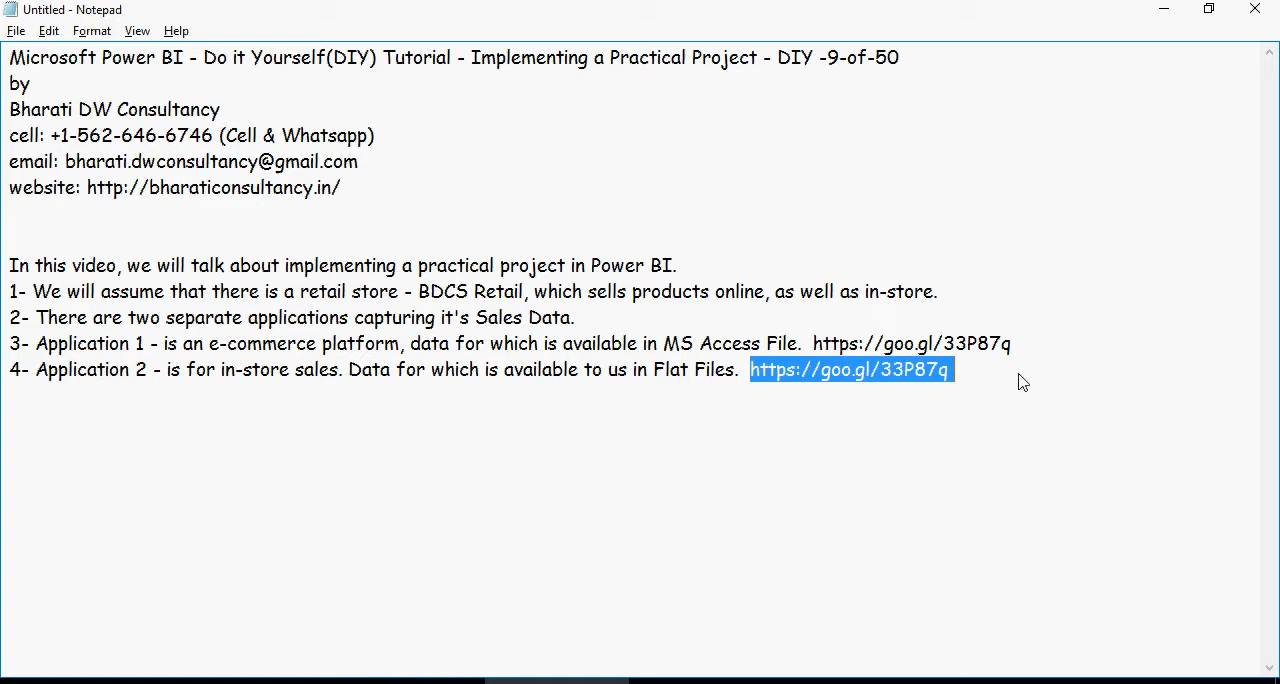 Untitled - Notepad
File Edit Format View Help
Microsoft Power BI - Do it Yourself(DIY) Tutorial - Implementing a Practical Project - DIY -9-of-50
by
Bharati DW Consultancy
cell: +1-562-646-6746 (Cell & Whatsapp)
email: bharati.dwconsultancy@gmail.com
website: http://bharaticonsultancy.in/
In this video, we will talk about implementing a practical project in Power BI.
1- We will assume that there is a retail store - BDCS Retail, which sells products online, as well as in-store.
2- There are two separate applications capturing it's Sales Data.
3- Application 1 - is an e-commerce platform, data for which is available in MS Access File.  https://goo.gl/33P87q
4- Application 2 - is for in-store sales. Data for which is available to us in Flat Files.  https://goo.gl/33P87q